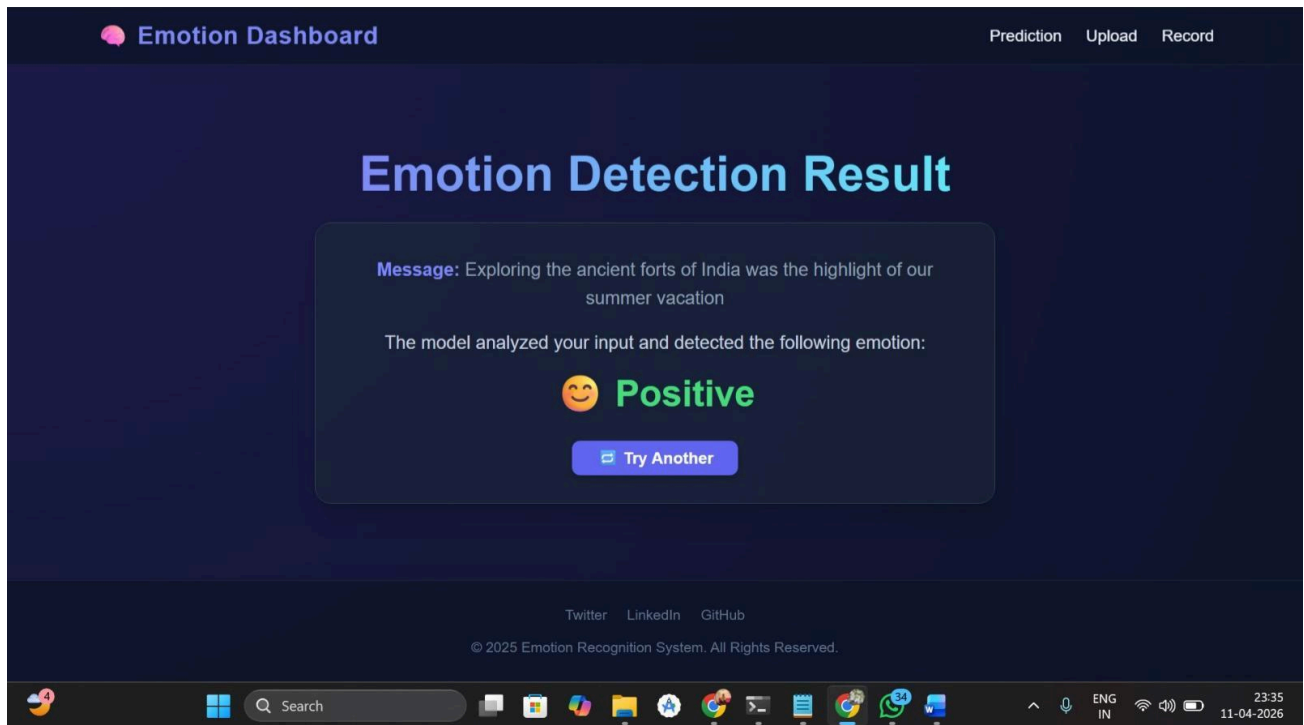 Emotion Dashboard
Prediction Upload Record
Emotion Detection Result
Message: Exploring the ancient forts of India was the highlight of our
summer vacation
The model analyzed your input and detected the following emotion:
Positive
Try Another
Twitter LinkedIn GitHub
© 2025 Emotion Recognition System. All Rights Reserved.
4
Search
34
ENG
IN
23:35
11-04-2026